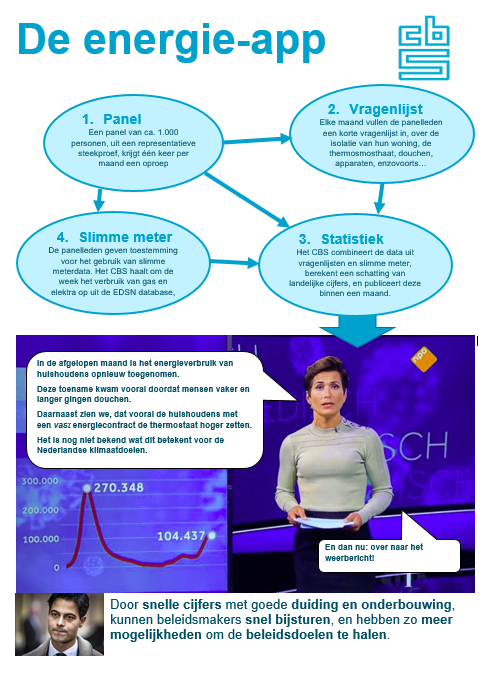 De energie-app
cbs
1. Panel
Een panel van ca. 1.000
personen, uit een representatieve
steekproef, krijgt één keer per
maand een oproep
2. Vragenlijst
Elke maand vullen de panelleden
een korte vragenlijst in, over de
isolatie van hun woning, de
thermosmosthaat, douchen,
apparaten, enzovoorts…
4. Slimme meter
De panelleden geven toestemming
voor het gebruik van slimme
meterdata. Het CBS haalt om de
week het verbruik van gas en
elektra op uit de EDSN database,
3. Statistiek
Het CBS combineert de data uit
vragenlijsten en slimme meter,
berekent een schatting van
landelijke cijfers, en publiceert deze
binnen een maand.
In de afgelopen maand is het energieverbruik van
huishoudens opnieuw toegenomen.
Deze toename kwam vooral doordat mensen vaker en
langer gingen douchen.
Daarnaast zien we, dat vooral de huishoudens met
een vast energiecontract de thermostaat hoger zetten.
Het is nog niet bekend wat dit betekent voor de
Nederlandse klimaatdoelen.
npo
300.000
270.348
200.000
100.000
104.437
0
En dan nu: over naar het
weerbericht!
Door snelle cijfers met goede duiding en onderbouwing,
kunnen beleidsmakers snel bijsturen, en hebben zo meer
mogelijkheden om de beleidsdoelen te halen.